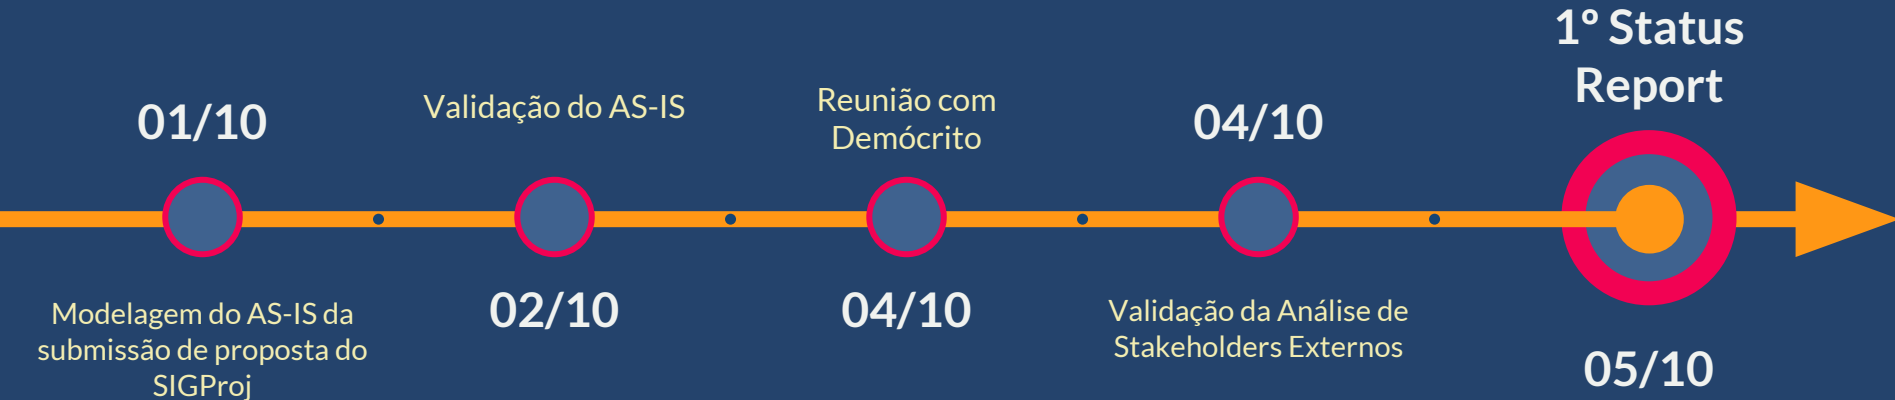 01/10
Modelagem do AS-IS da
submissão de proposta do
SIGProj
Validação do AS-IS
02/10
Reunião com
Demócrito
04/10
04/10
Validação da Análise de
Stakeholders Externos
1º Status
Report
05/10